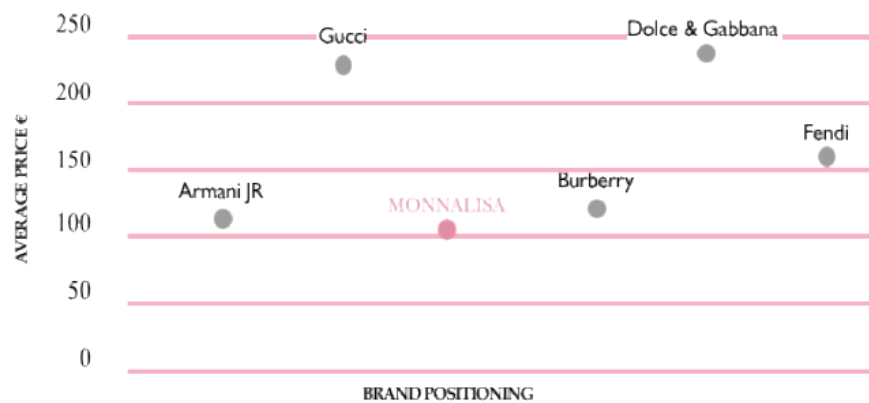 250
Gucci
Dolce & Gabbana
200
Fendi
150
Burberry
Armani JR
MONNALISA
100
50
0
AVERAGE PRICE €
BRAND POSITIONING